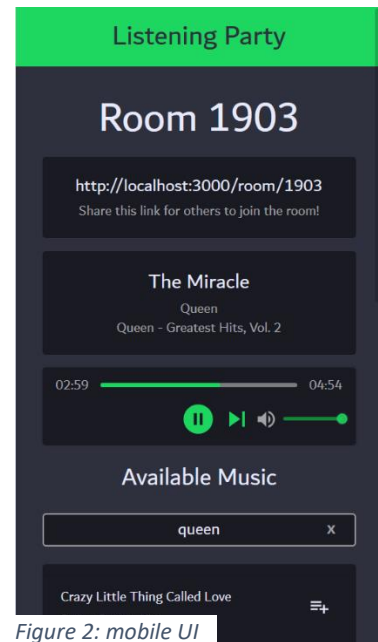 Listening Party
Room 1903
http://localhost:3000/room/1903
Share this link for others to join the room!
The Miracle
Queen
Queen - Greatest Hits, Vol. 2
02:59 04:54
Available Music
queen x
Crazy Little Thing Called Love
Figure 2: mobile UI